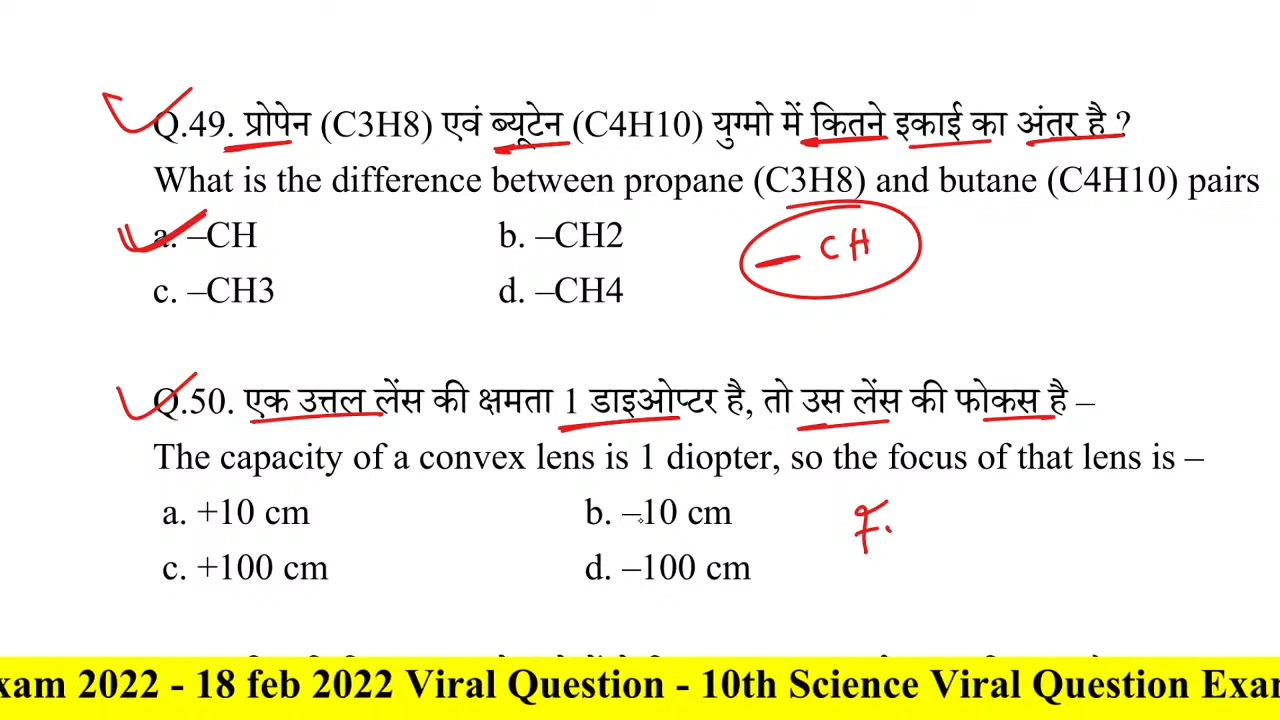 Q.49. प्रोपेन (C3H8) एवं ब्यूटेन (C4H10) युग्मो में कितने इकाई का अंतर है ?
What is the difference between propane (C3H8) and butane (C4H10) pairs
a. –CH b. –CH2
– CH
c. –CH3 d. –CH4
Q.50. एक उत्तल लेंस की क्षमता 1 डाइओप्टर है, तो उस लेंस की फोकस है –
The capacity of a convex lens is 1 diopter, so the focus of that lens is –
a. +10 cm b. –10 cm
c. +100 cm d. –100 cm
xam 2022 - 18 feb 2022 Viral Question - 10th Science Viral Question Exam